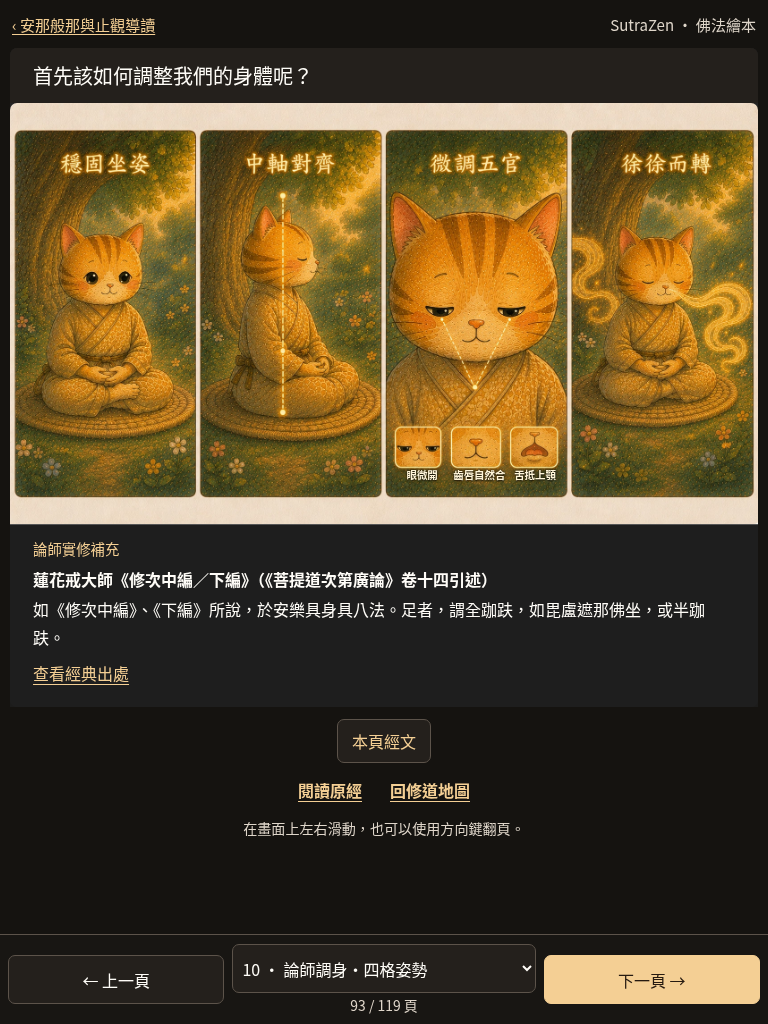 ‹ 安那般那與止觀導讀
SutraZen · 佛法繪本
首先該如何調整我們的身體呢？
穩固坐姿
中軸對齊
微調五官
徐徐而轉
眼微開
齒唇自然合
舌抵上顎
論師實修補充
蓮花戒大師《修次中編／下編》（《菩提道次第廣論》卷十四引述）
如《修次中編》、《下編》所說，於安樂具身具八法。足者，謂全跏趺，如毘盧遮那佛坐，或半跏
趺。
查看經典出處
本頁經文
閱讀原經
回修道地圖
在畫面上左右滑動，也可以使用方向鍵翻頁。
← 上一頁
10 · 論師調身·四格姿勢
下一頁 →
93 / 119 頁